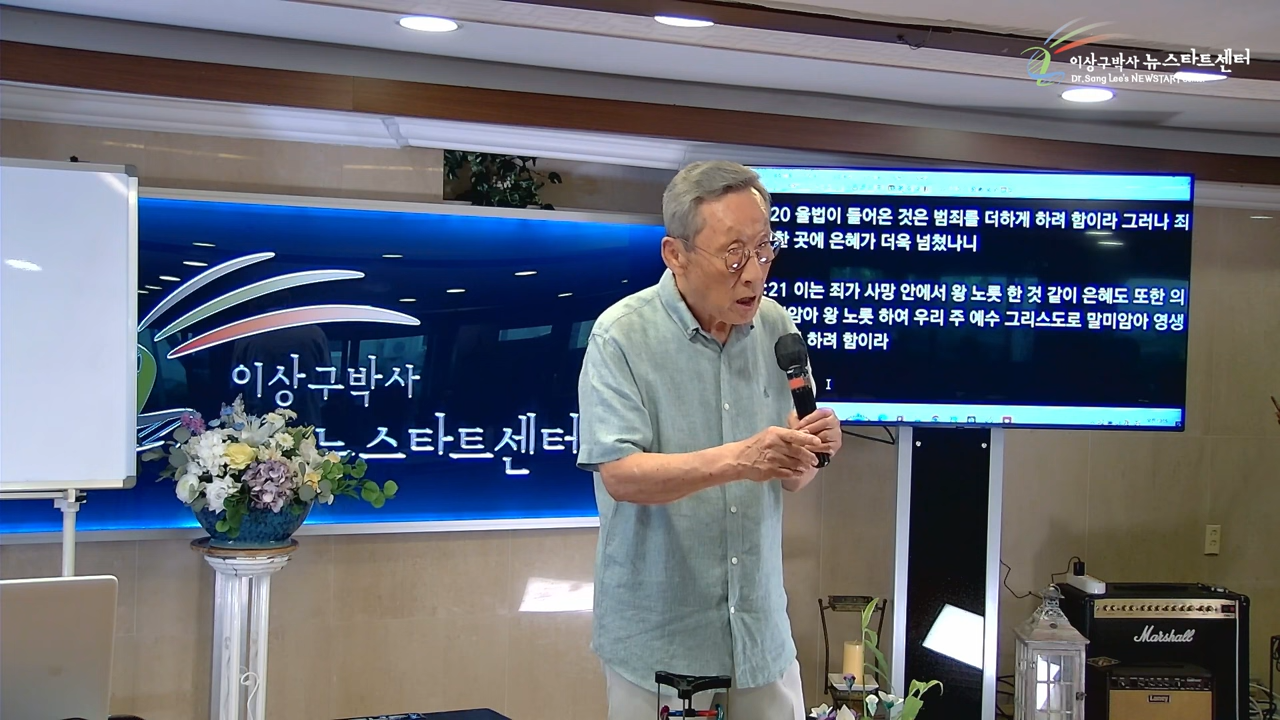 이상구박사 뉴스타트센터
Dr. Sang Lee's NEWSTART
20 율법이 들어온 것은 범죄를 더하게 하려 함이라 그러나 죄
한 곳에 은혜가 더욱 넘쳤나니
:21 이는 죄가 사망 안에서 왕 노릇 한 것 같이 은혜도 또한 의
암아 왕 노릇 하여 우리 주 예수 그리스도로 말미암아 영생
하려 함이라
이상구박사
뉴스타트센터
Marshall
Laney